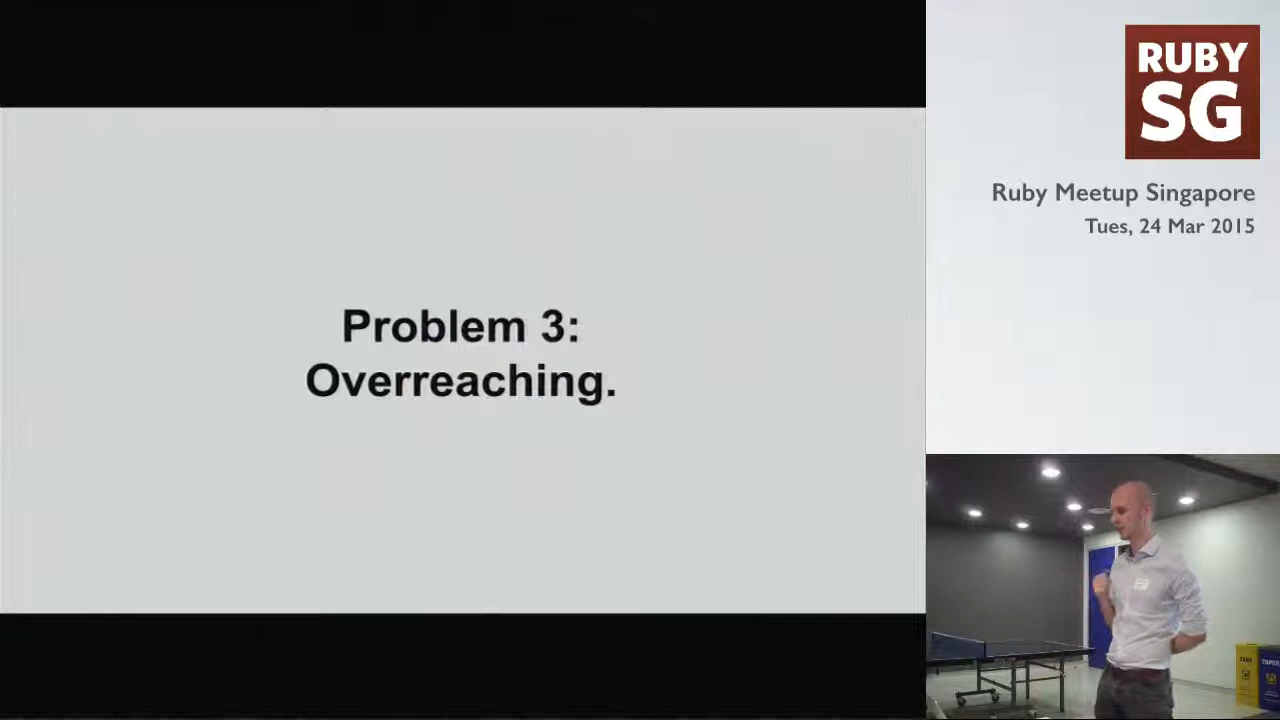 Problem 3:
Overreaching.
RUBY
SG
Ruby Meetup Singapore
Tues, 24 Mar 2015